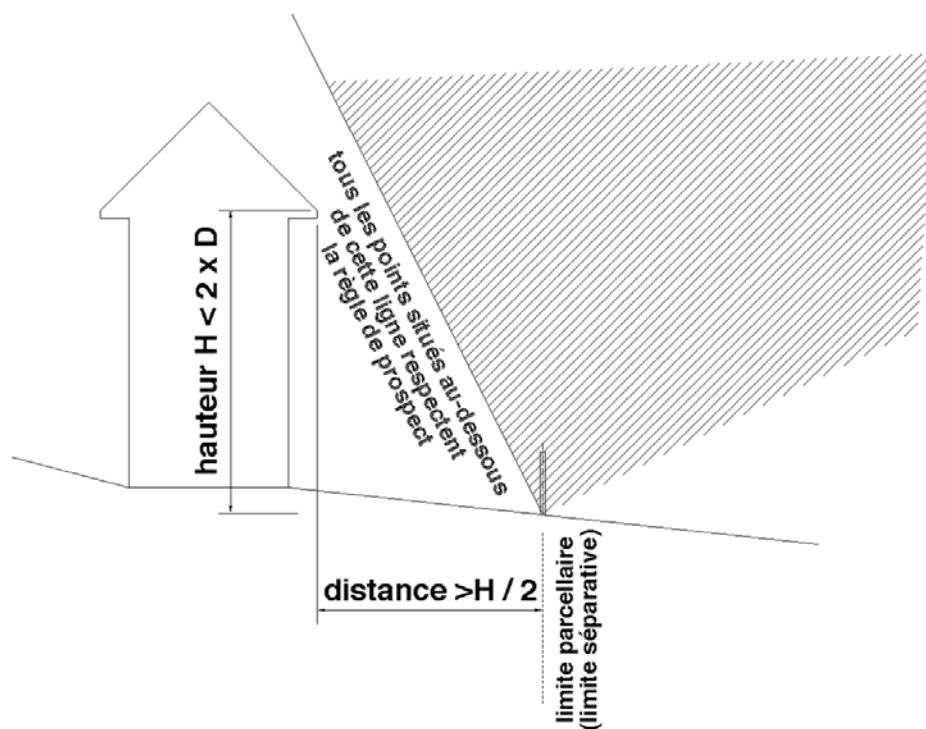 hauteur H < 2 x D
tous les points situés au-dessous
de cette ligne respectent
la règle de prospect
distance >H / 2
limite parcellaire
(limite séparative)